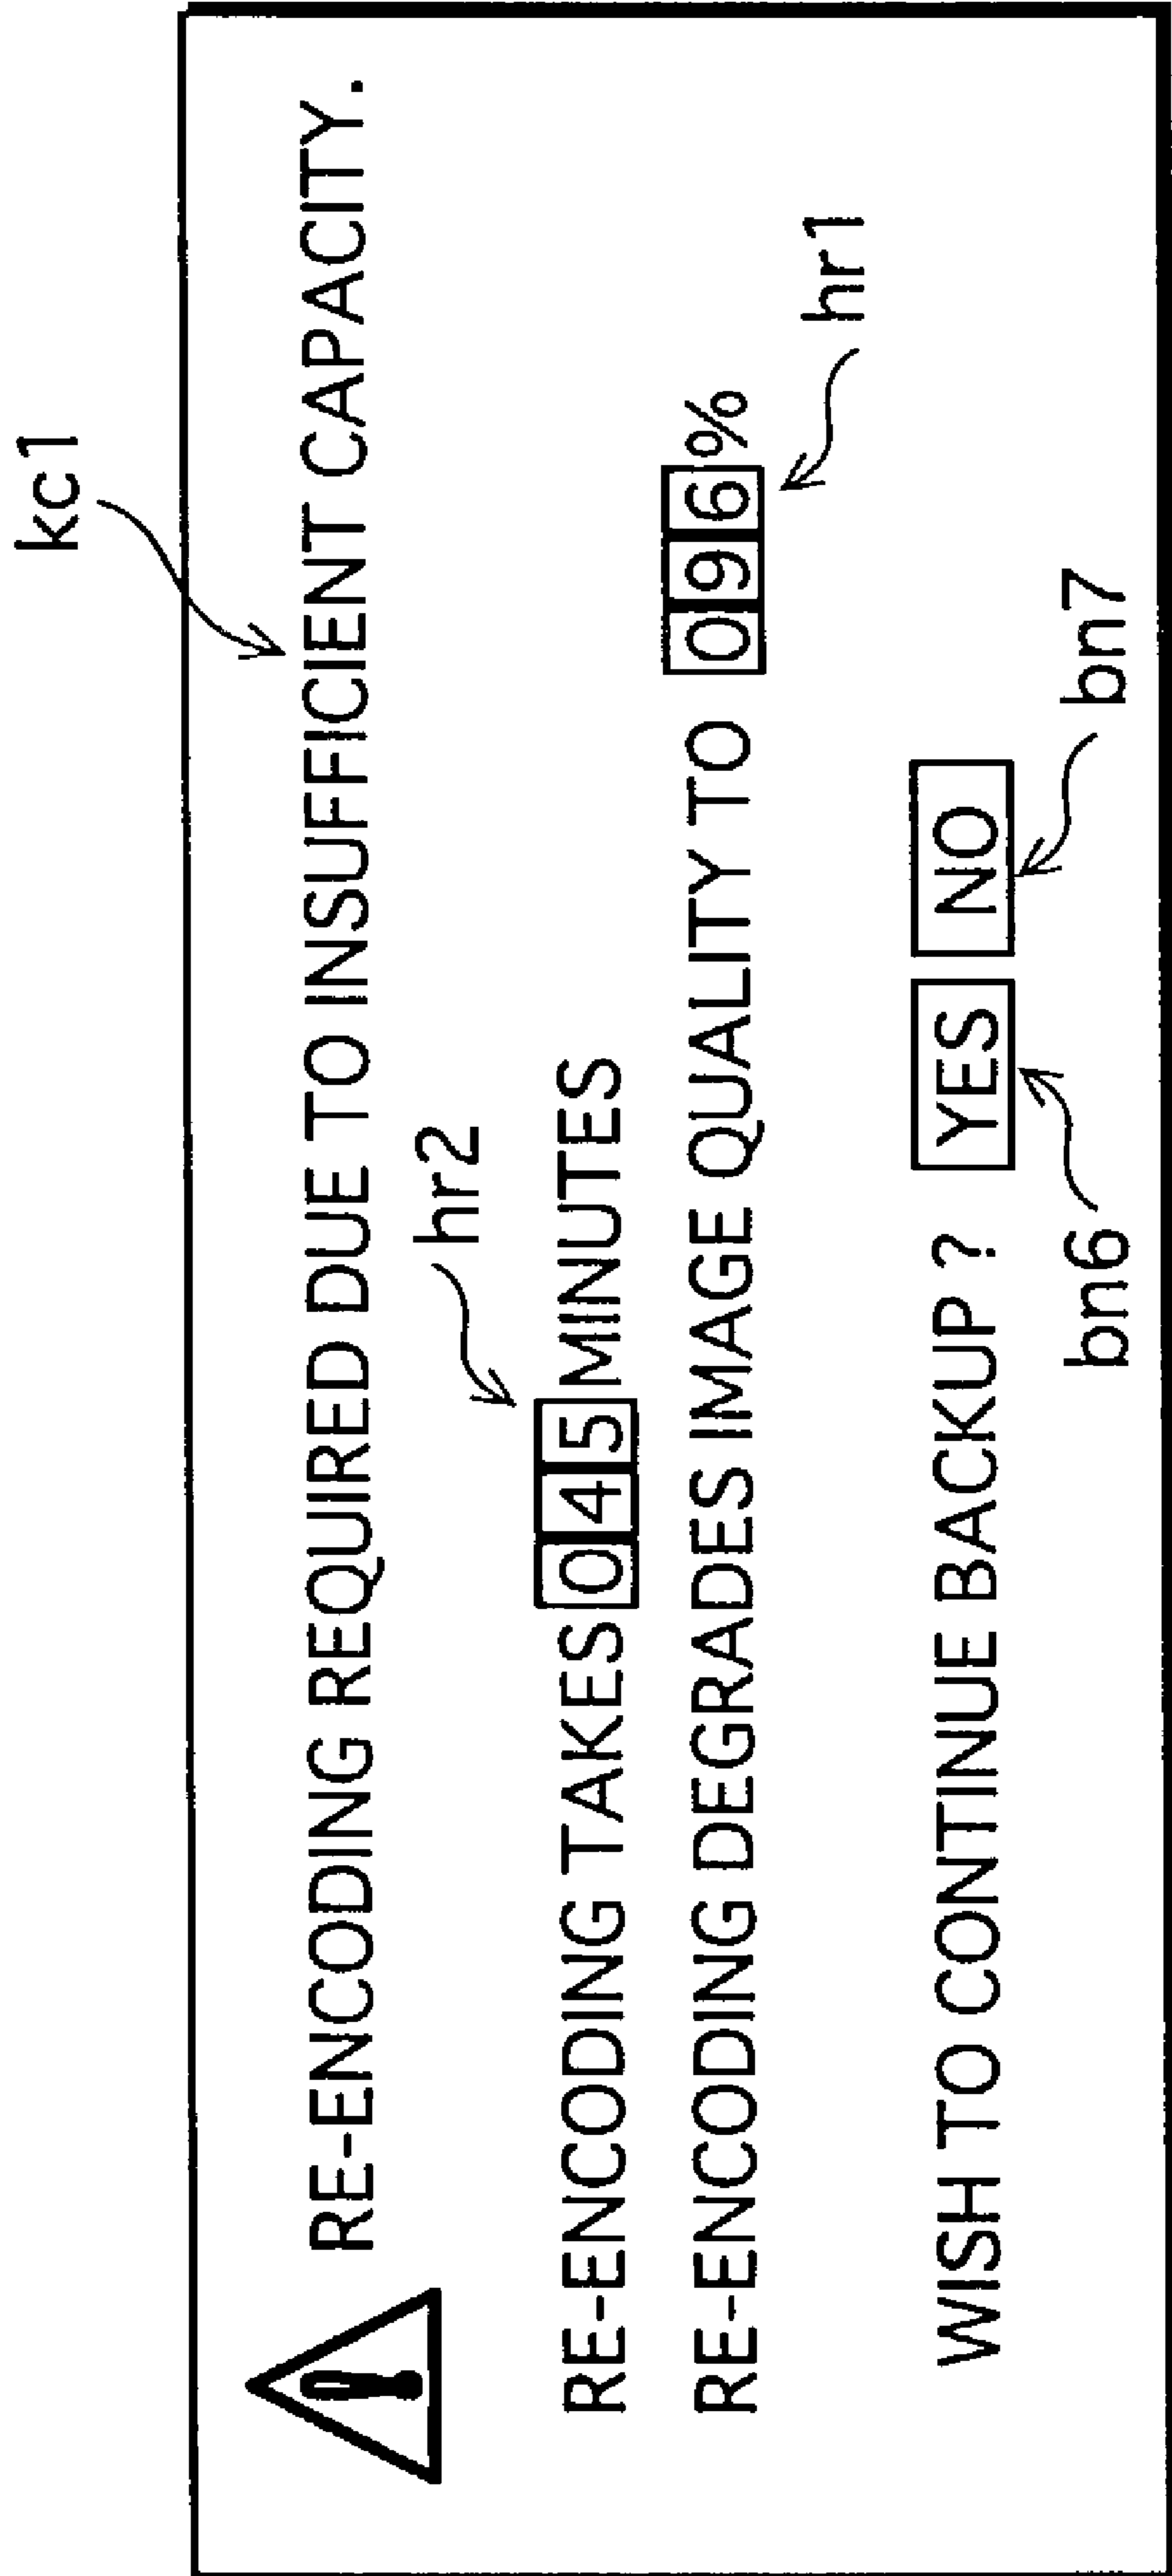 kc1
RE-ENCODING REQUIRED DUE TO INSUFFICIENT CAPACITY.
hr2
RE-ENCODING TAKES 045 MINUTES
RE-ENCODING DEGRADES IMAGE QUALITY TO 096%
hr1
WISH TO CONTINUE BACKUP ? YES NO
bn6 bn7